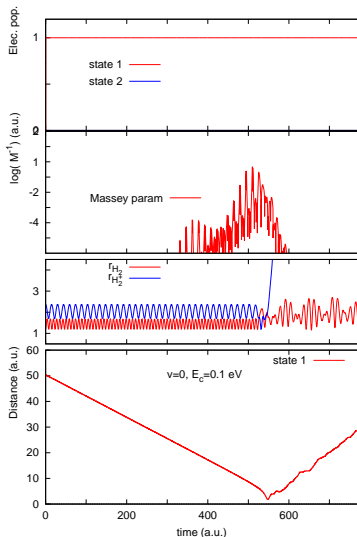 Elec. pop.
1
state 1
state 2
0
2
log( M⁻¹) (a.u.)
-1
Massey param
-4
r_H₂
r_H₂
3
1
Distance (a.u.)
60
state 1
50
v=0, E_c=0.1 eV
40
30
20
10
0
0 200 400 600
time (a.u.)